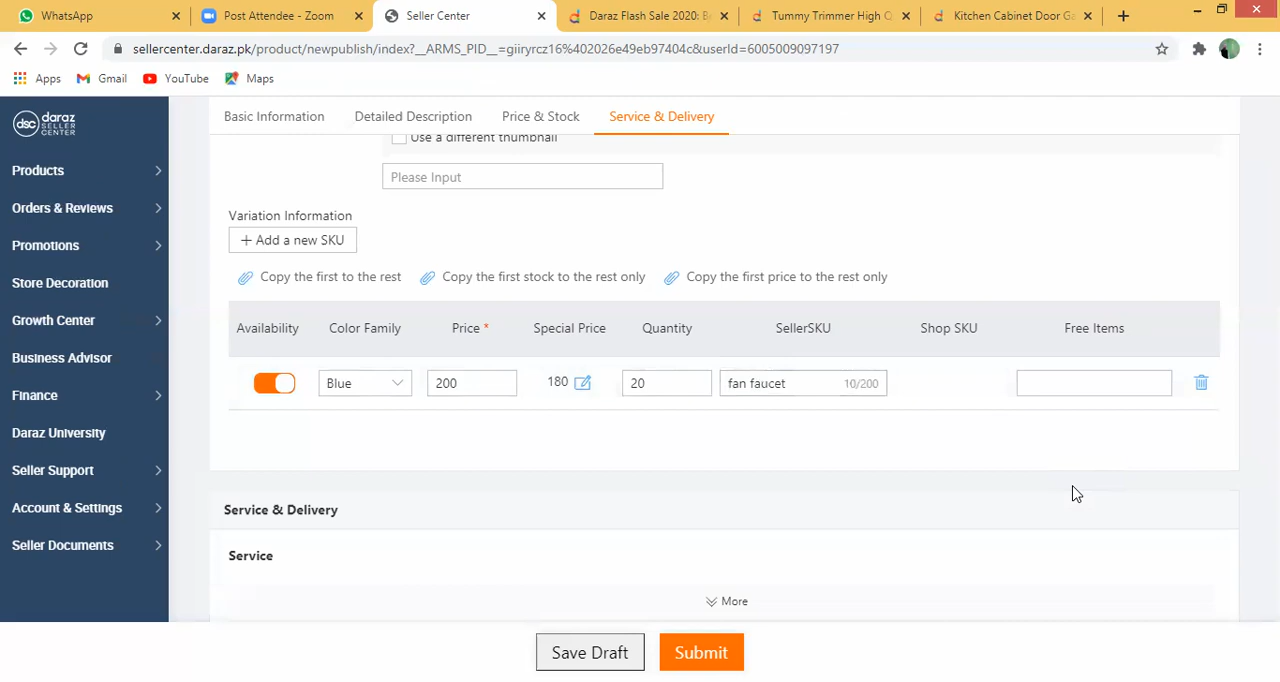 WhatsApp
Post Attendee - Zoom
Seller Center
Daraz Flash Sale 2020: B
Tummy Trimmer High Q
Kitchen Cabinet Door Ga
sellercenter.daraz.pk/product/newpublish/index?__ARMS_PID__=giiryrcz16%402026e49eb97404c&userId=6005009097197
Apps
Gmail
YouTube
Maps
dsc daraz SELLER CENTER
Basic Information
Detailed Description
Price & Stock
Service & Delivery
Products
Orders & Reviews
Promotions
Store Decoration
Growth Center
Business Advisor
Finance
Daraz University
Seller Support
Account & Settings
Seller Documents
Use a different thumbnail
Please Input
Variation Information
+ Add a new SKU
Copy the first to the rest
Copy the first stock to the rest only
Copy the first price to the rest only
Availability
Color Family
Price *
Special Price
Quantity
SellerSKU
Shop SKU
Free Items
Blue
200
180
20
fan faucet
10/200
Service & Delivery
Service
More
Save Draft
Submit